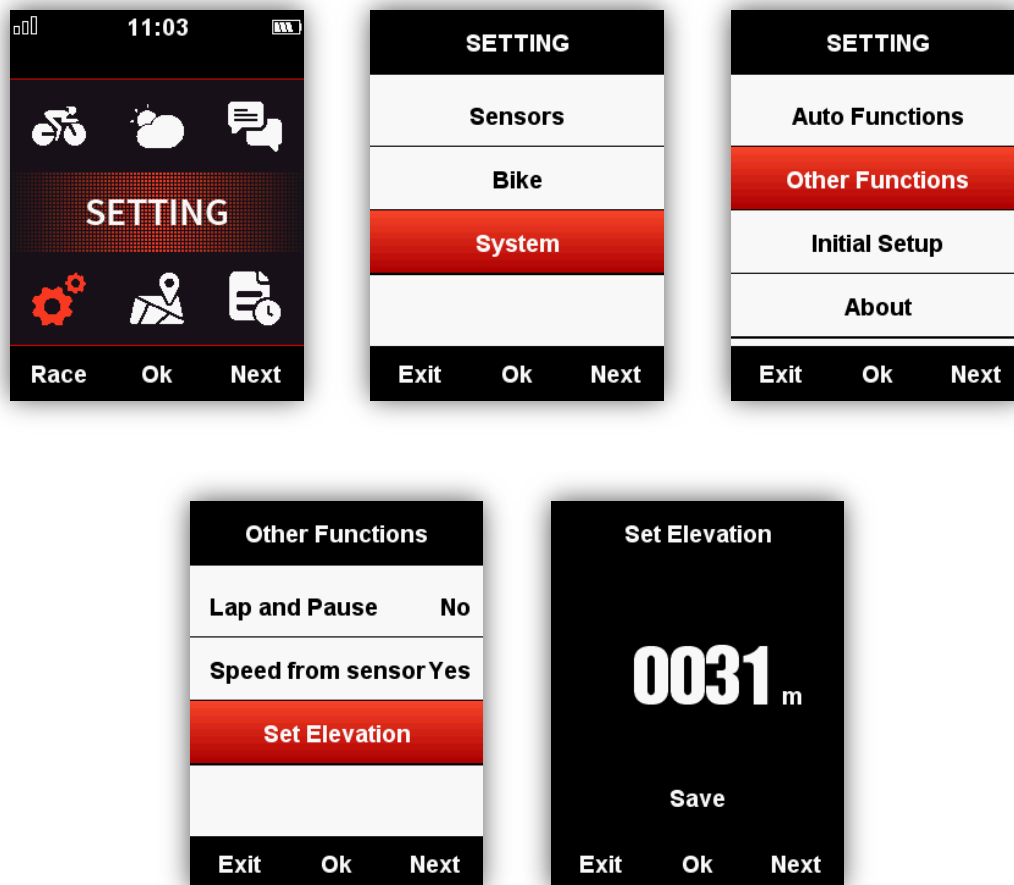 11:03
SETTING
Race Ok Next
SETTING
Sensors
Bike
System
Exit Ok Next
SETTING
Auto Functions
Other Functions
Initial Setup
About
Exit Ok Next
Other Functions
Lap and Pause No
Speed from sensor Yes
Set Elevation
Exit Ok Next
Set Elevation
0031 m
Save
Exit Ok Next